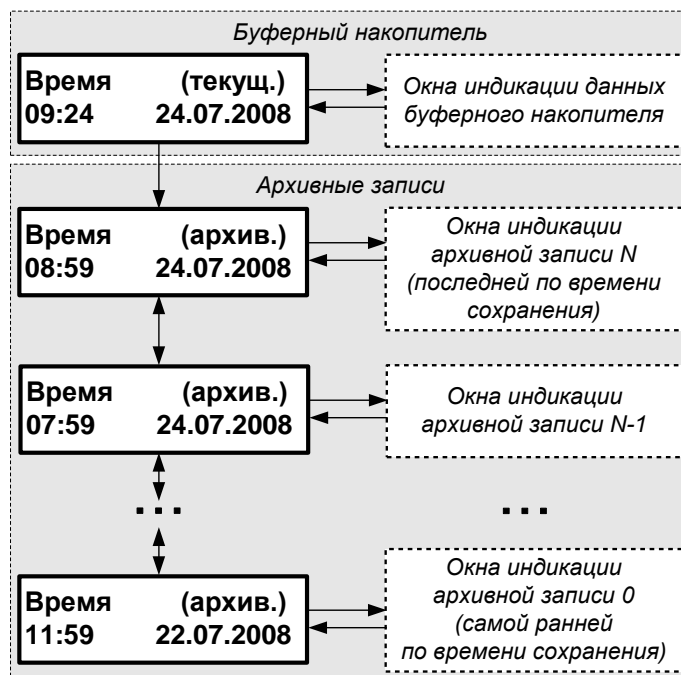 Буферный накопитель
Время (текущ.)
09:24 24.07.2008
Окна индикации данных
буферного накопителя
Архивные записи
Время (архив.)
08:59 24.07.2008
Окна индикации
архивной записи N
(последней по времени
сохранения)
Время (архив.)
07:59 24.07.2008
Окна индикации
архивной записи N-1
...
...
Время (архив.)
11:59 22.07.2008
Окна индикации
архивной записи 0
(самой ранней
по времени сохранения)